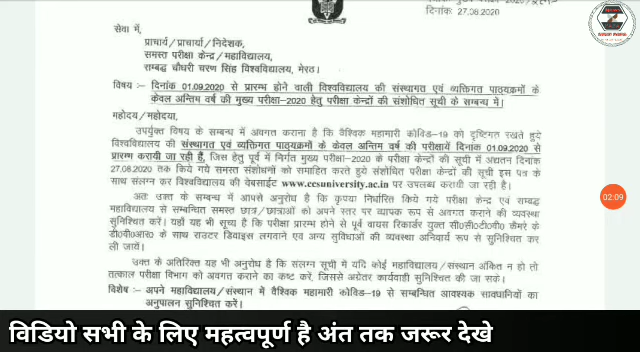 दिनांक: 27.08.2020
सेवा में,
प्राचार्य/प्राचार्या/निदेशक,
समस्त परीक्षा केन्द्र/महाविद्यालय,
सम्बद्ध चौधरी चरण सिंह विश्वविद्यालय, मेरठ।
विषय :- दिनांक 01.09.2020 से प्रारम्भ होने वाली विश्वविद्यालय की संस्थागत एवं व्यक्तिगत पाठ्यक्रमों के
केवल अन्तिम वर्ष की मुख्य परीक्षा-2020 हेतु परीक्षा केन्द्रों की संशोधित सूची के सम्बन्ध में।
महोदय/महोदया,
उपर्युक्त विषय के सम्बन्ध में अवगत कराना है कि वैश्विक महामारी कोविड-19 को दृष्टिगत रखते हुये
विश्वविद्यालय की संस्थागत एवं व्यक्तिगत पाठ्यक्रमों के केवल अन्तिम वर्ष की परीक्षायें दिनांक 01.09.2020 से
प्रारम्भ करायी जा रही हैं, जिस हेतु पूर्व में निर्गत मुख्य परीक्षा-2020 के परीक्षा केन्द्रों की सूची में अद्यतन दिनांक
27.08.2020 तक किये गये समस्त संशोधनों को समाहित करते हुये संशोधित परीक्षा केन्द्रों की सूची इस पत्र के
साथ संलग्न कर विश्वविद्यालय की वेबसाईट www.ccsuniversity.ac.in पर उपलब्ध करायी जा रही है।
अतः उक्त के सम्बन्ध में आपसे अनुरोध है कि कृपया निर्धारित किये गये परीक्षा केन्द्र एवं सम्बद्ध
महाविद्यालय से सम्बन्धित समस्त छात्र/छात्राओं को अपने स्तर पर व्यापक रूप से अवगत कराने की व्यवस्था
सुनिश्चित करें। यहाँ यह भी सूच्य है कि परीक्षा प्रारम्भ होने से पूर्व वायस रिकार्डर युक्त सी०सी०टी०वी० कैमरे के
डी०वी०आर० के साथ राउटर डिवाइस लगवाने एवं अन्य सुविधाओं की व्यवस्था अनिवार्य रूप से सुनिश्चित कर
ली जाये।
उक्त के अतिरिक्त यह भी अनुरोध है कि संलग्न सूची में यदि कोई महाविद्यालय/संस्थान अंकित न हो तो
तत्काल परीक्षा विभाग को अवगत कराने का कष्ट करें, जिससे अग्रेतर कार्यवाही सुनिश्चित की जा सके।
विशेष :- अपने महाविद्यालय/संस्थान में वैश्विक महामारी कोविड-19 से सम्बन्धित आवश्यक सावधानियों का
अनुपालन सुनिश्चित करें।
02:09
विडियो सभी के लिए महत्वपूर्ण है अंत तक जरूर देखे